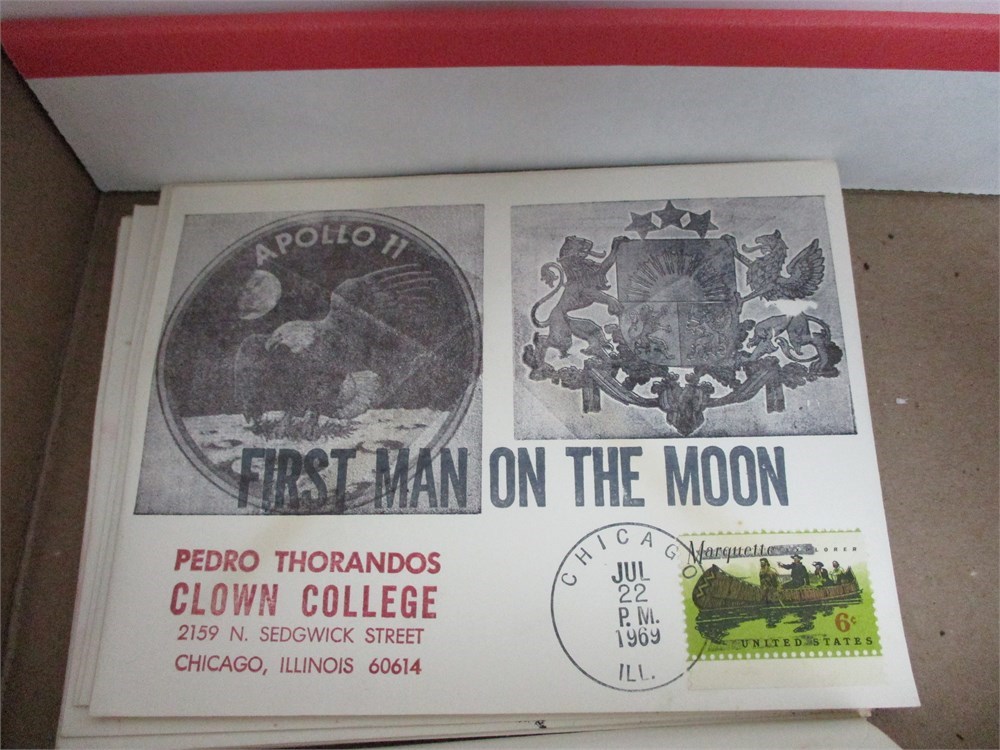 APOLLO 11
FIRST MAN ON THE MOON
PEDRO THORANDOS
CLOWN COLLEGE
2159 N. SEDGWICK STREET
CHICAGO, ILLINOIS 60614
CHICAGO
JUL
22
P.M.
1969
ILL.
Marquette
6c
UNITED STATES